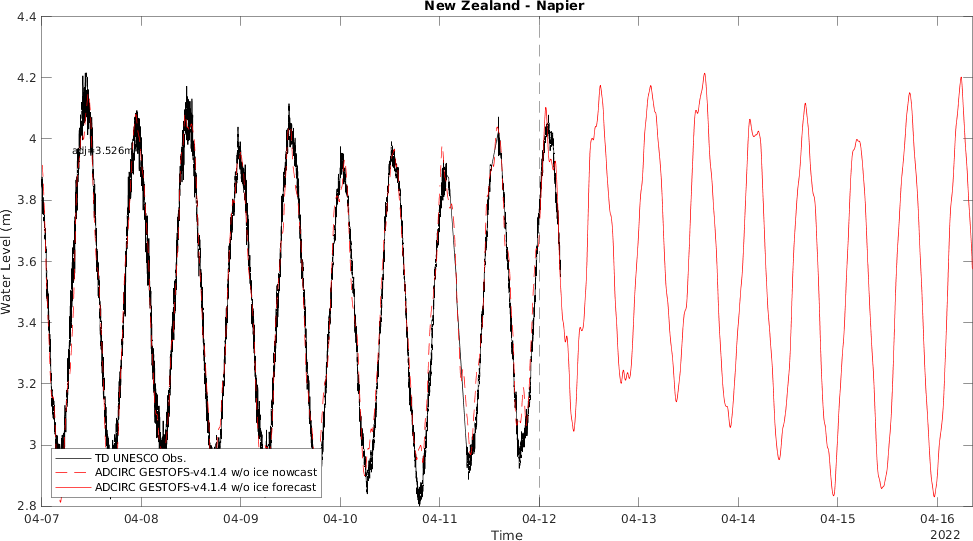 New Zealand - Napier
4.4
4.2
4
3.8
3.6
3.4
3.2
3
2.8
Water Level (m)
adj=3.526m
TD UNESCO Obs.
ADCIRC GESTOFS-v4.1.4 w/o ice nowcast
ADCIRC GESTOFS-v4.1.4 w/o ice forecast
04-07 04-08 04-09 04-10 04-11 04-12 04-13 04-14 04-15 04-16
Time
2022